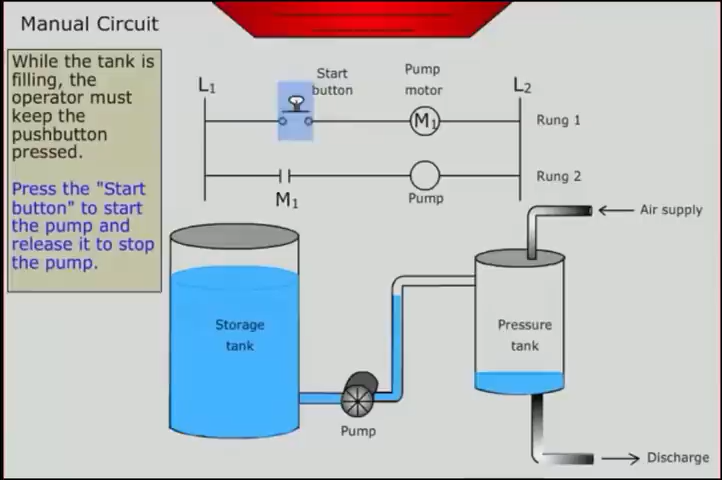 Manual Circuit
While the tank is
filling, the
operator must
keep the
pushbutton
pressed.
Press the "Start
button" to start
the pump and
release it to stop
the pump.
L1
Start
button
Pump
motor
L2
M1
Rung 1
M1
Pump
Rung 2
Air supply
Storage
tank
Pressure
tank
Pump
Discharge